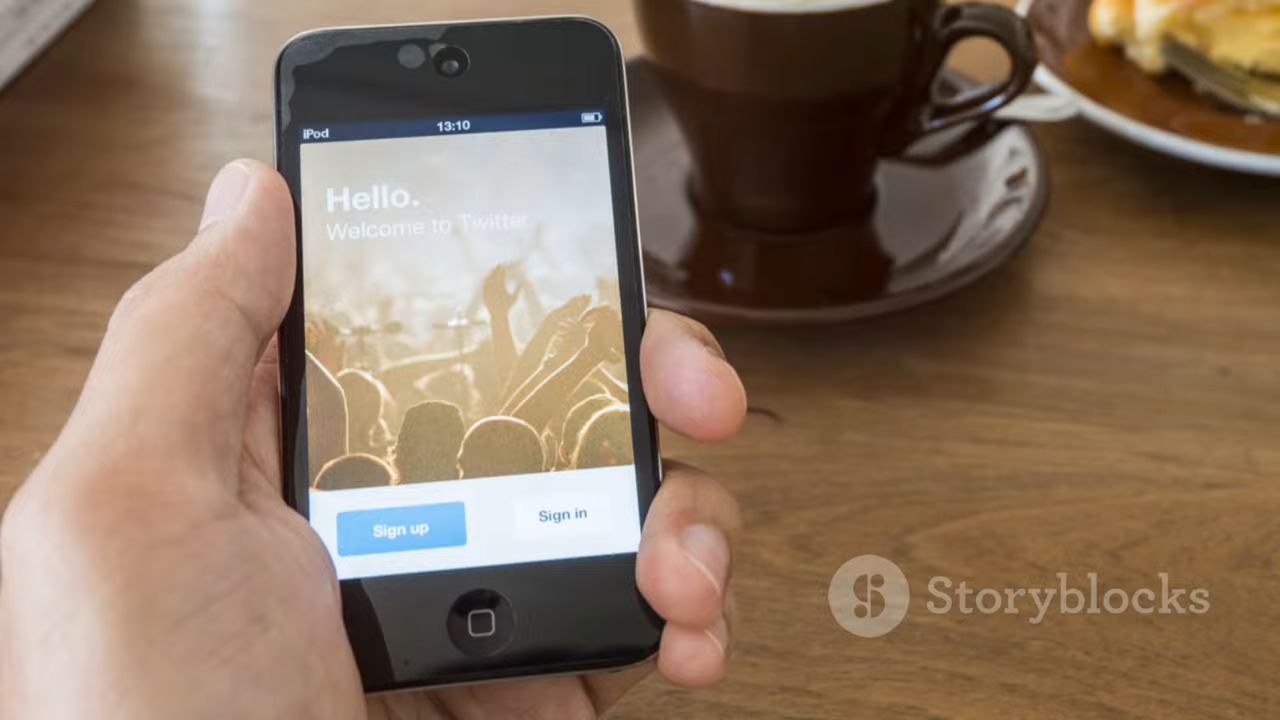 iPod 13:10
Hello.
Welcome to Twitter.
Sign up Sign in
Storyblocks